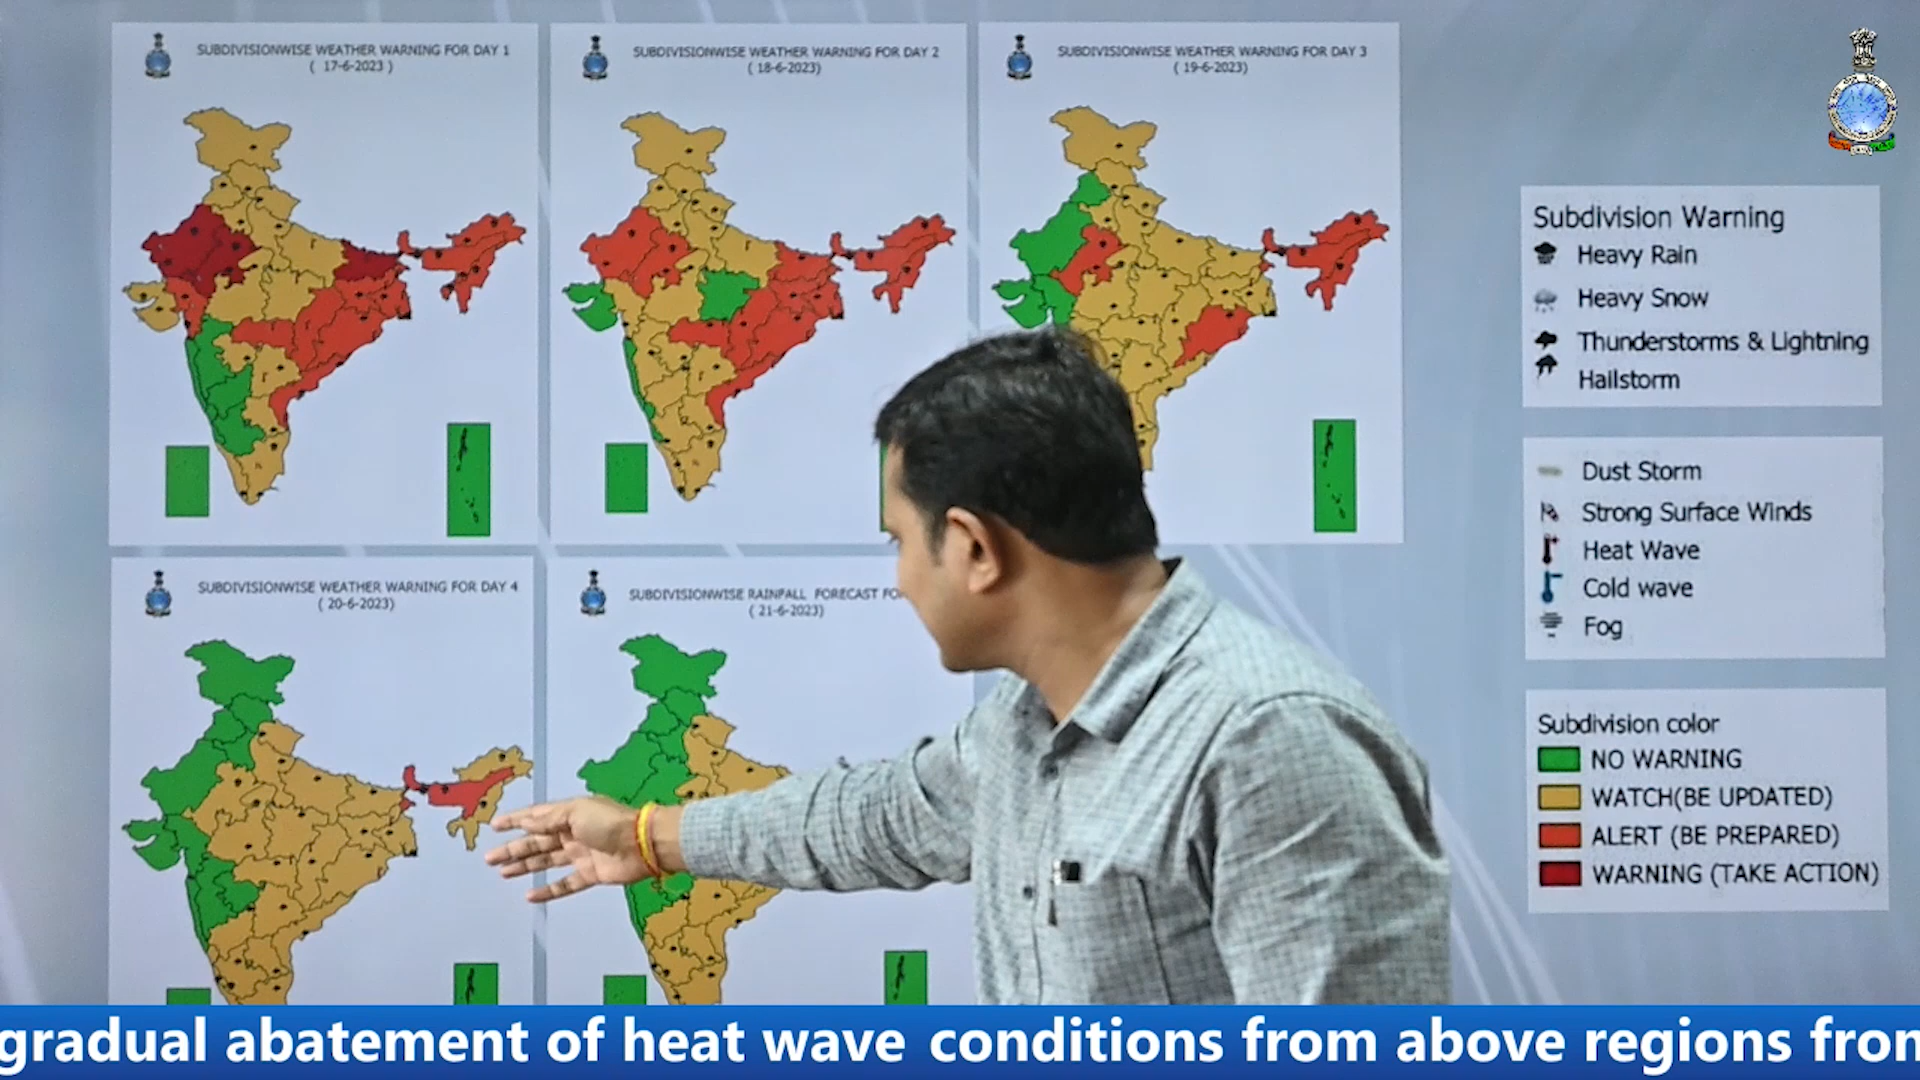 SUBDIVISIONWISE WEATHER WARNING FOR DAY 1
( 17-6-2023 )
SUBDIVISIONWISE WEATHER WARNING FOR DAY 2
( 18-6-2023)
SUBDIVISIONWISE WEATHER WARNING FOR DAY 3
( 19-6-2023)
SUBDIVISIONWISE WEATHER WARNING FOR DAY 4
( 20-6-2023)
SUBDIVISIONWISE RAINFALL FORECAST FO
( 21-6-2023)
Subdivision Warning
Heavy Rain
Heavy Snow
Thunderstorms & Lightning
Hailstorm
Dust Storm
Strong Surface Winds
Heat Wave
Cold wave
Fog
Subdivision color
NO WARNING
WATCH(BE UPDATED)
ALERT (BE PREPARED)
WARNING (TAKE ACTION)
gradual abatement of heat wave conditions from above regions fron